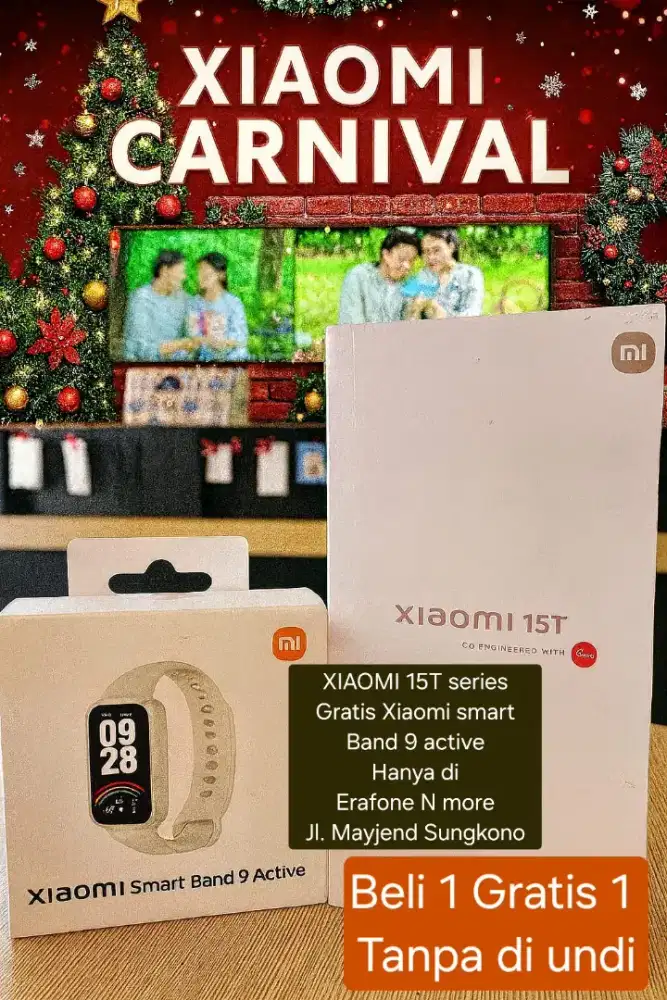 XIAOMI
CARNIVAL
mi
XIAOMI 15T
CO ENGINEERED WITH
mi
09
28
XIAOMI Smart Band 9 Active
XIAOMI 15T series
Gratis Xiaomi smart
Band 9 active
Hanya di
Erafone N more
Jl. Mayjend Sungkono
Beli 1 Gratis 1
Tanpa di undi